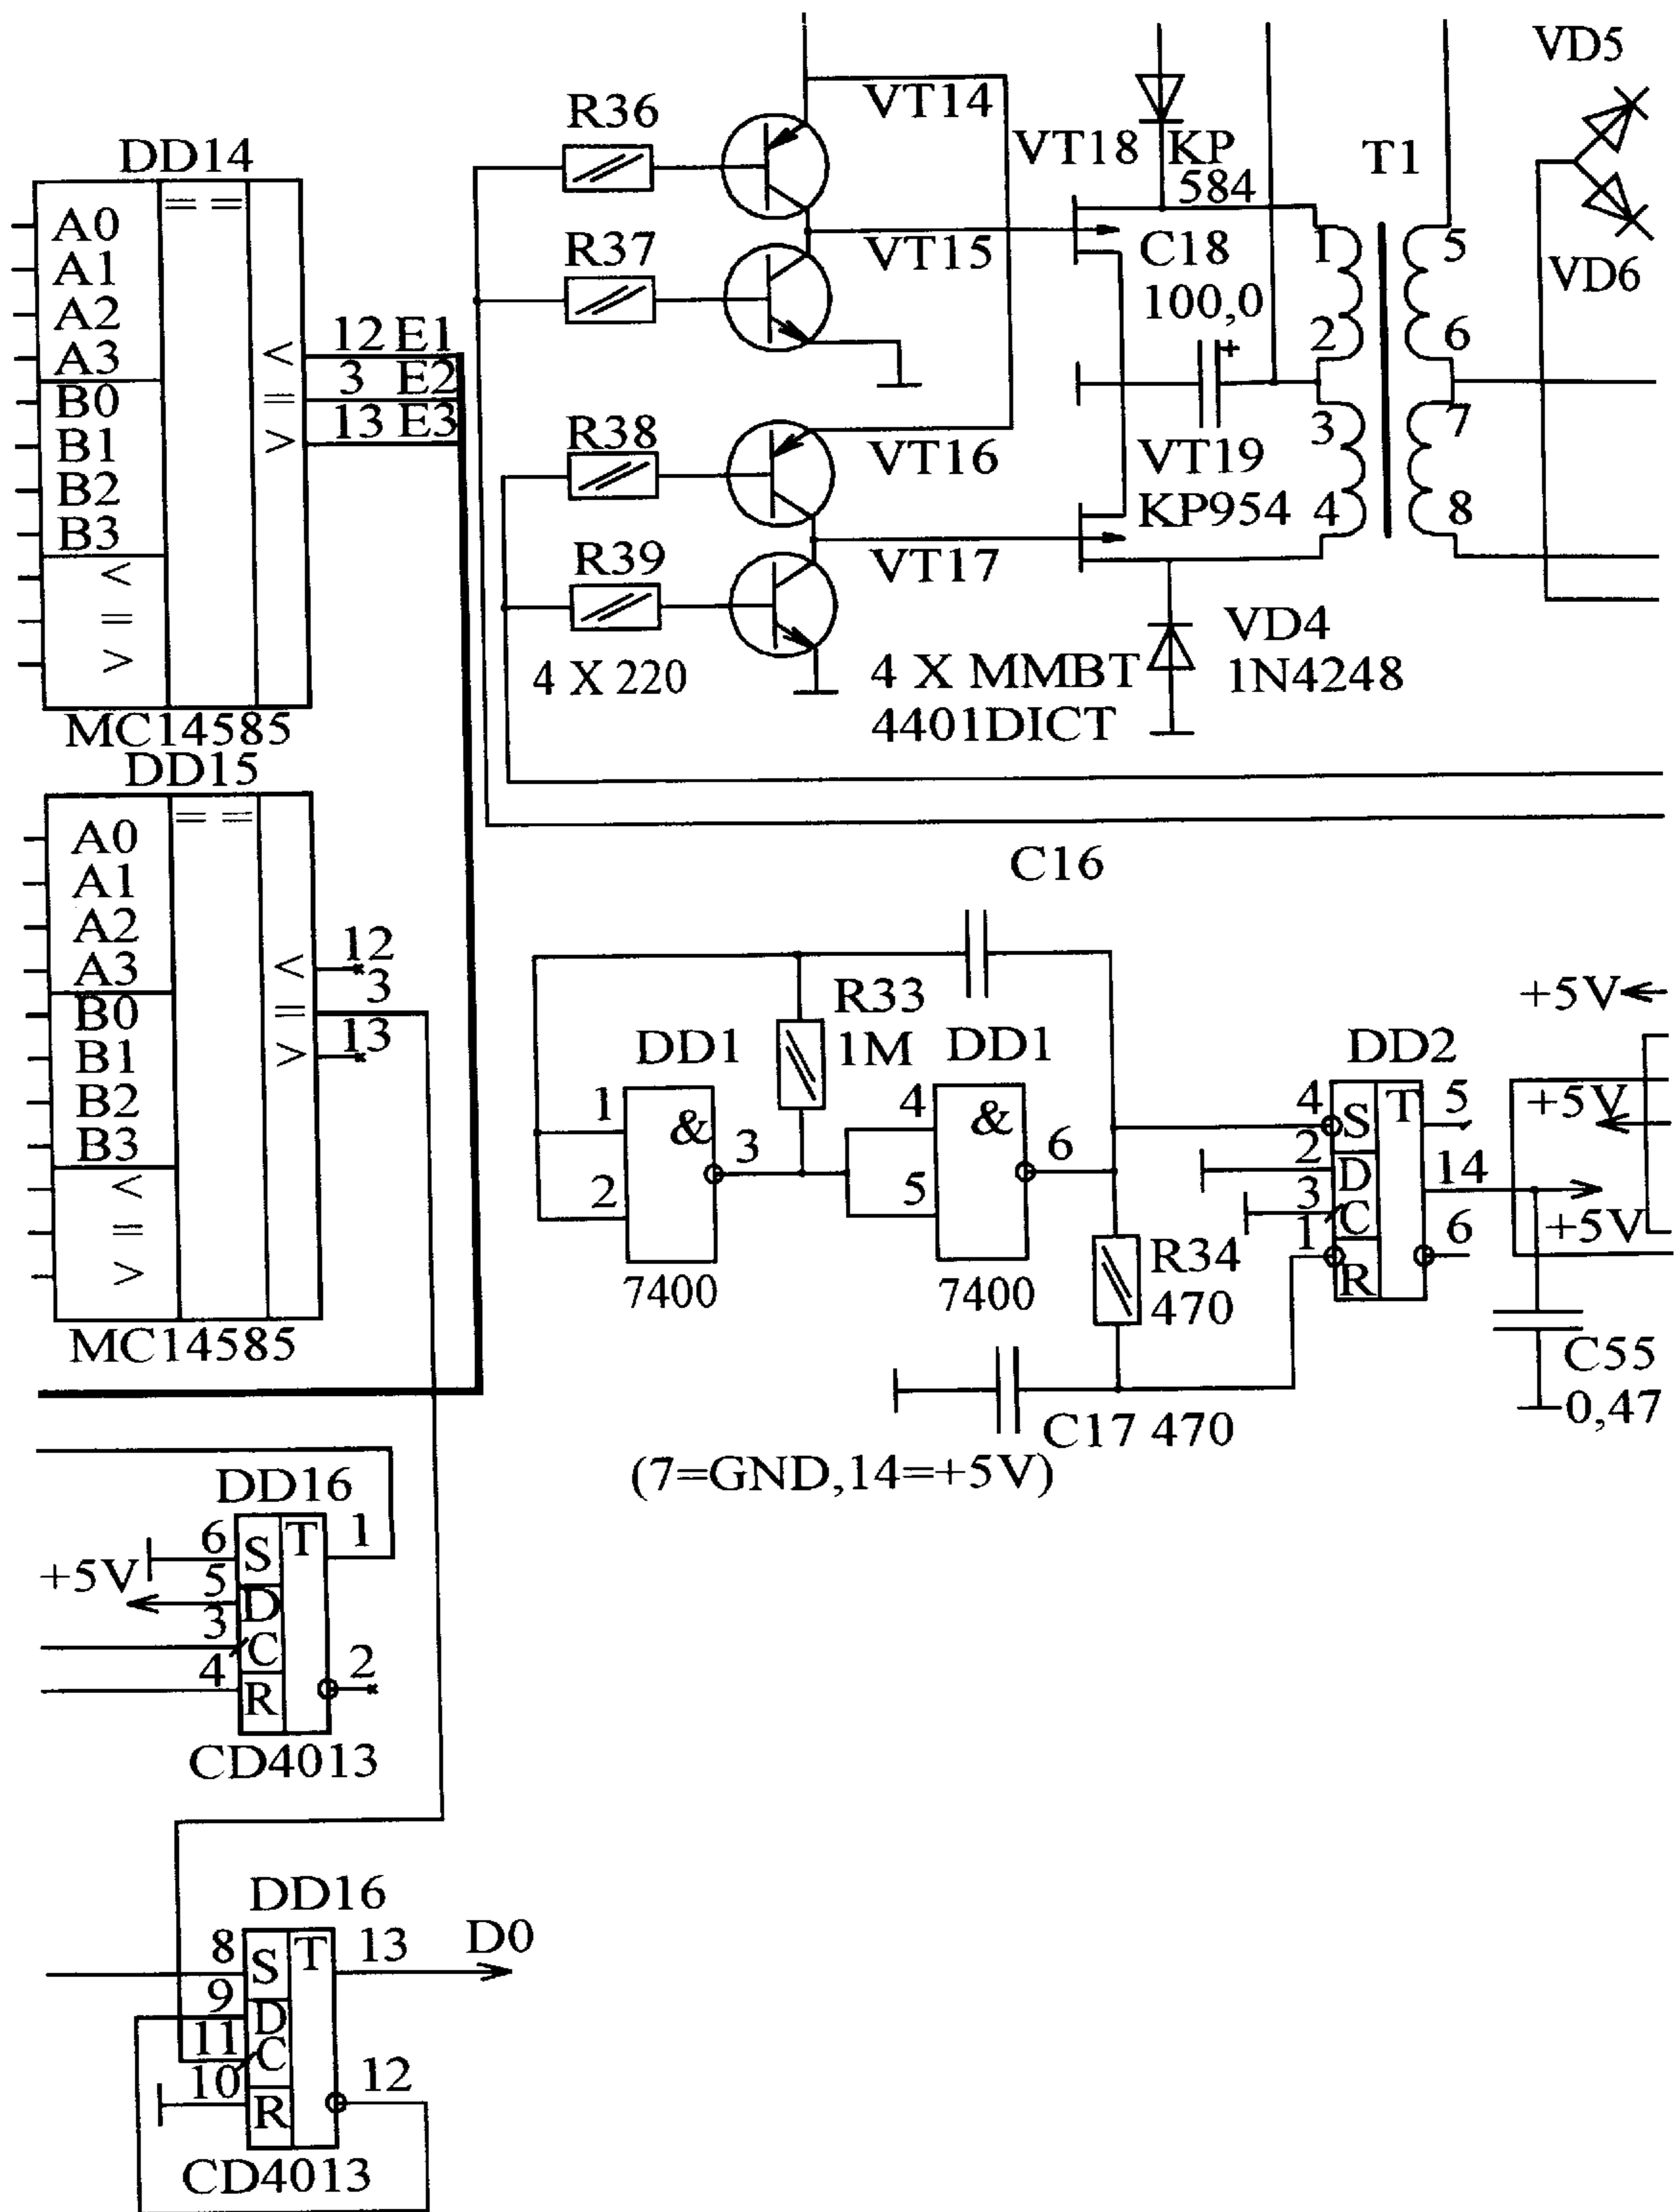 DD14
= =
A0
A1
A2
A3
B0
B1
B2
B3
<
=
>
<
=
>
12 E1
3 E2
13 E3
MC14585
DD15
= =
A0
A1
A2
A3
B0
B1
B2
B3
<
=
>
<
=
>
12
3
13
MC14585
R36
R37
R38
R39
4 X 220
VT14
VT15
VT16
VT17
4 X MMBT
4401DICT
VT18
KP
584
C18
100,0
+
VT19
KP954
VD4
1N4248
T1
1
2
3
4
5
6
7
8
VD5
VD6
C16
R33
1M
DD1
1
2
&
3
7400
DD1
4
5
&
6
7400
R34
470
C17 470
(7=GND,14=+5V)
DD2
4
2
3
1
S
D
C
R
T
5
14
6
+5V
+5V
+5V
C55
0,47
DD16
+5V
6
5
3
4
S
D
C
R
T
1
2
CD4013
DD16
8
9
11
10
S
D
C
R
T
13
12
D0
CD4013